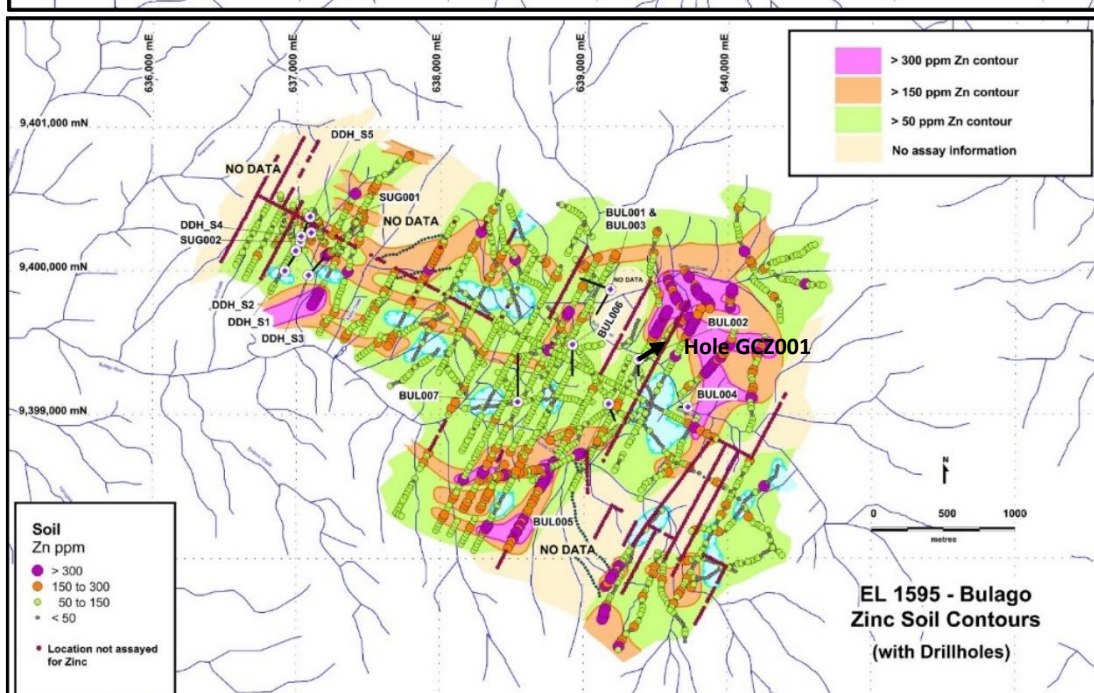 636,000 mE
637,000 mE
638,000 mE
639,000 mE
640,000 mE
> 300 ppm Zn contour
> 150 ppm Zn contour
> 50 ppm Zn contour
No assay information
9,401,000 mN
DDH_S5
NO DATA
SUG001
NO DATA
DDH_S4
SUG002
BUL001 &
BUL003
9,400,000 mN
NO DATA
DDH_S2
DDH_S1
DDH_S3
BUL006
BUL002
Hole GCZ001
BUL007
BUL004
9,399,000 mN
N
0 500 1000
metres
BUL005
NO DATA
Soil
Zn ppm
> 300
150 to 300
50 to 150
< 50
Location not assayed
for Zinc
EL 1595 - Bulago
Zinc Soil Contours
(with Drillholes)